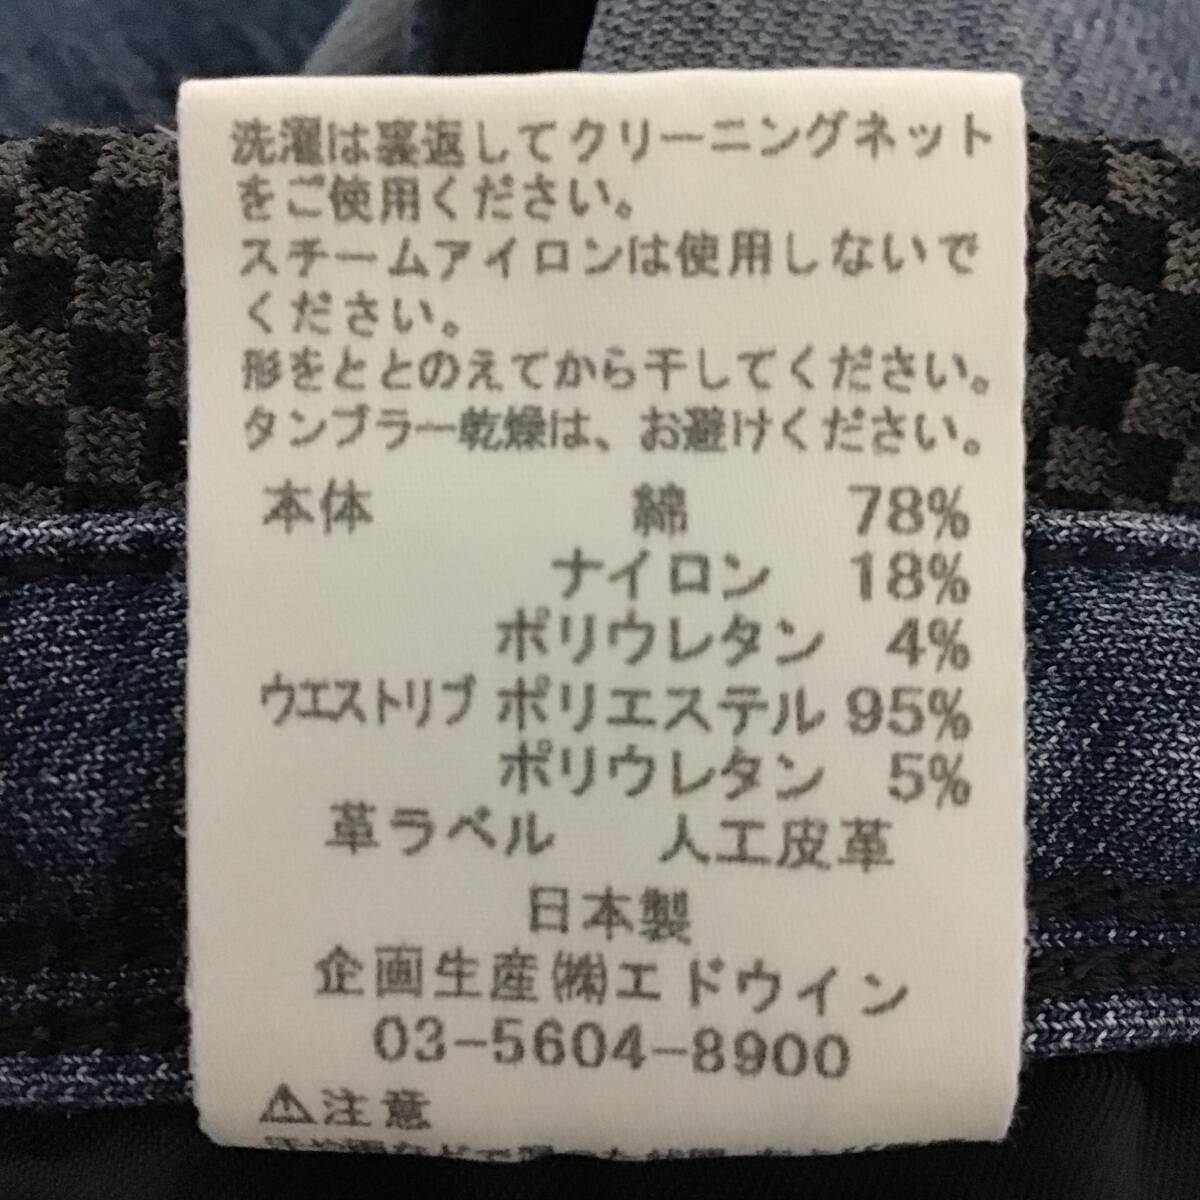 洗濯は裏返してクリーニングネット
をご使用ください。
スチームアイロンは使用しないで
ください。
形をととのえてから干してください。
タンブラー乾燥は、お避けください。
本体 綿 78%
ナイロン 18%
ポリウレタン 4%
ウエストリブ ポリエステル 95%
ポリウレタン 5%
革ラベル 人工皮革
日本製
企画生産㈱エドウイン
03-5604-8900
⚠注意